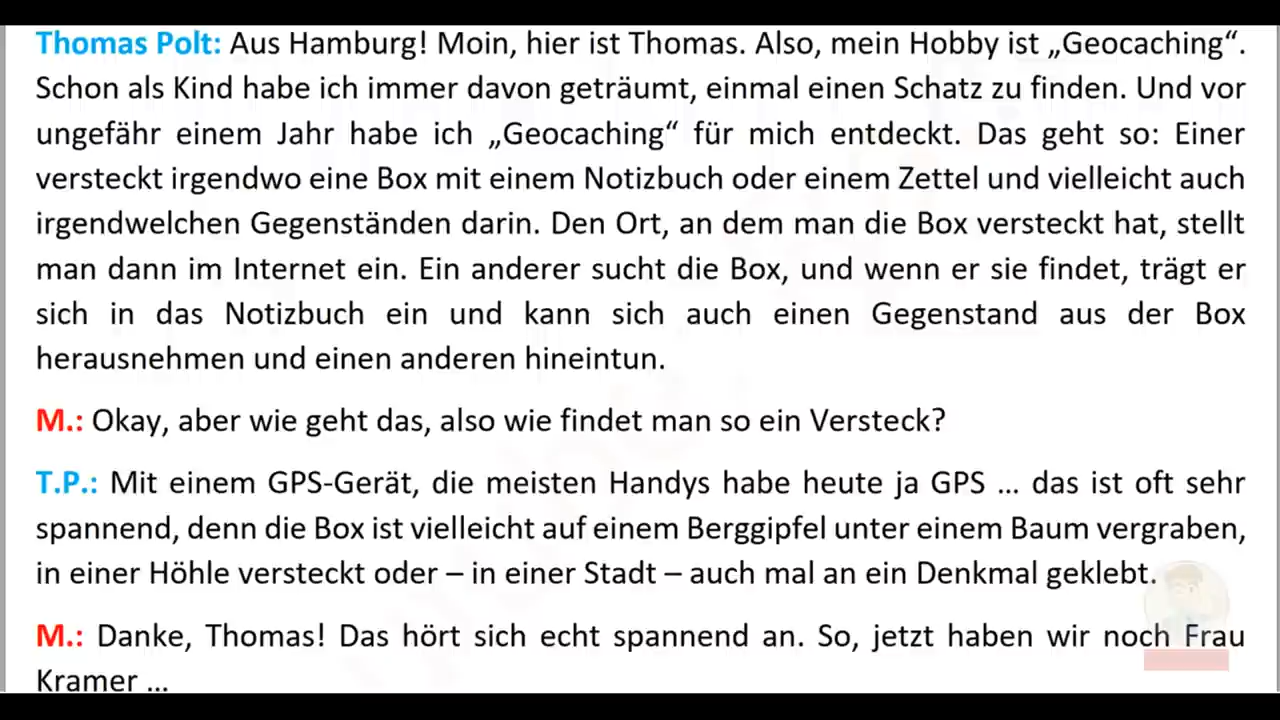 Thomas Polt: Aus Hamburg! Moin, hier ist Thomas. Also, mein Hobby ist „Geocaching“.
Schon als Kind habe ich immer davon geträumt, einmal einen Schatz zu finden. Und vor
ungefähr einem Jahr habe ich „Geocaching“ für mich entdeckt. Das geht so: Einer
versteckt irgendwo eine Box mit einem Notizbuch oder einem Zettel und vielleicht auch
irgendwelchen Gegenständen darin. Den Ort, an dem man die Box versteckt hat, stellt
man dann im Internet ein. Ein anderer sucht die Box, und wenn er sie findet, trägt er
sich in das Notizbuch ein und kann sich auch einen Gegenstand aus der Box
herausnehmen und einen anderen hineintun.
M.: Okay, aber wie geht das, also wie findet man so ein Versteck?
T.P.: Mit einem GPS-Gerät, die meisten Handys habe heute ja GPS … das ist oft sehr
spannend, denn die Box ist vielleicht auf einem Berggipfel unter einem Baum vergraben,
in einer Höhle versteckt oder – in einer Stadt – auch mal an ein Denkmal geklebt.
M.: Danke, Thomas! Das hört sich echt spannend an. So, jetzt haben wir noch Frau
Kramer …